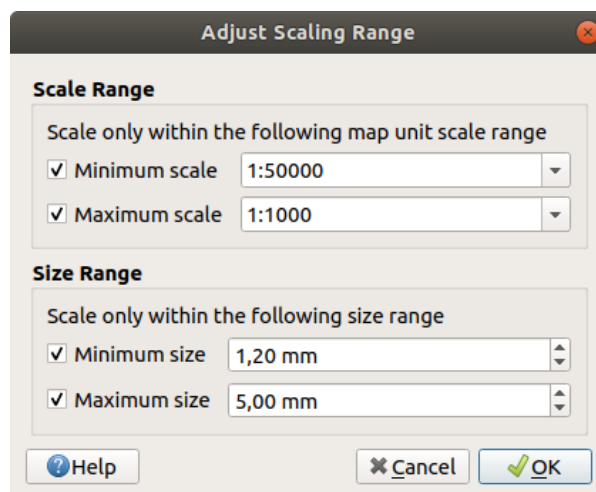 Adjust Scaling Range
Scale Range
Scale only within the following map unit scale range
Minimum scale 1:50000
Maximum scale 1:1000
Size Range
Scale only within the following size range
Minimum size 1,20 mm
Maximum size 5,00 mm
Help Cancel OK